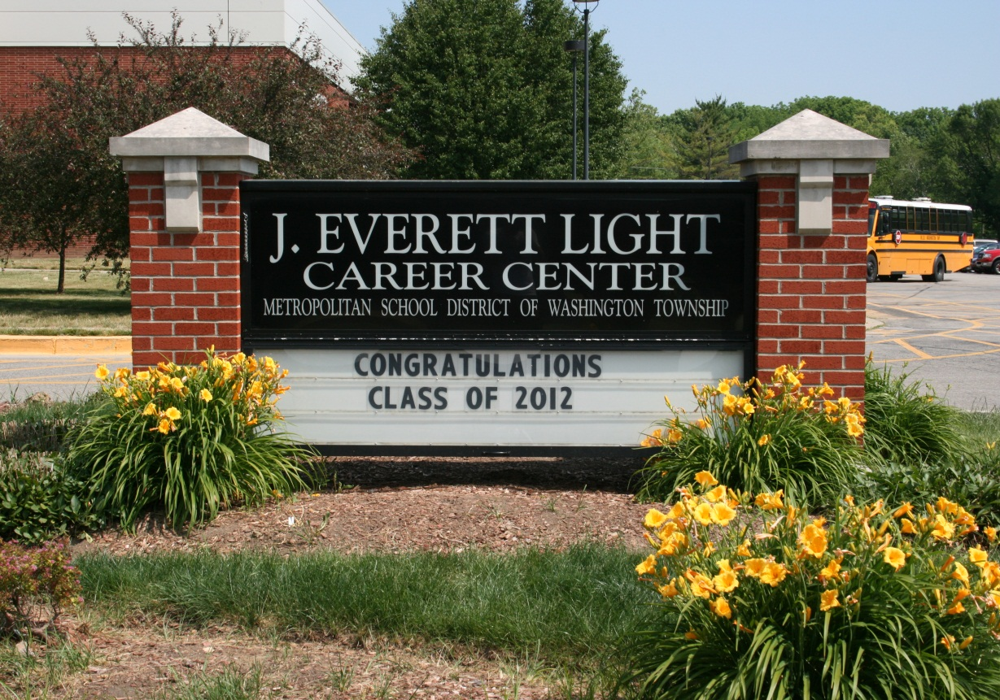 J. EVERETT LIGHT
CAREER CENTER
METROPOLITAN SCHOOL DISTRICT OF WASHINGTON TOWNSHIP
CONGRATULATIONS
CLASS OF 2012